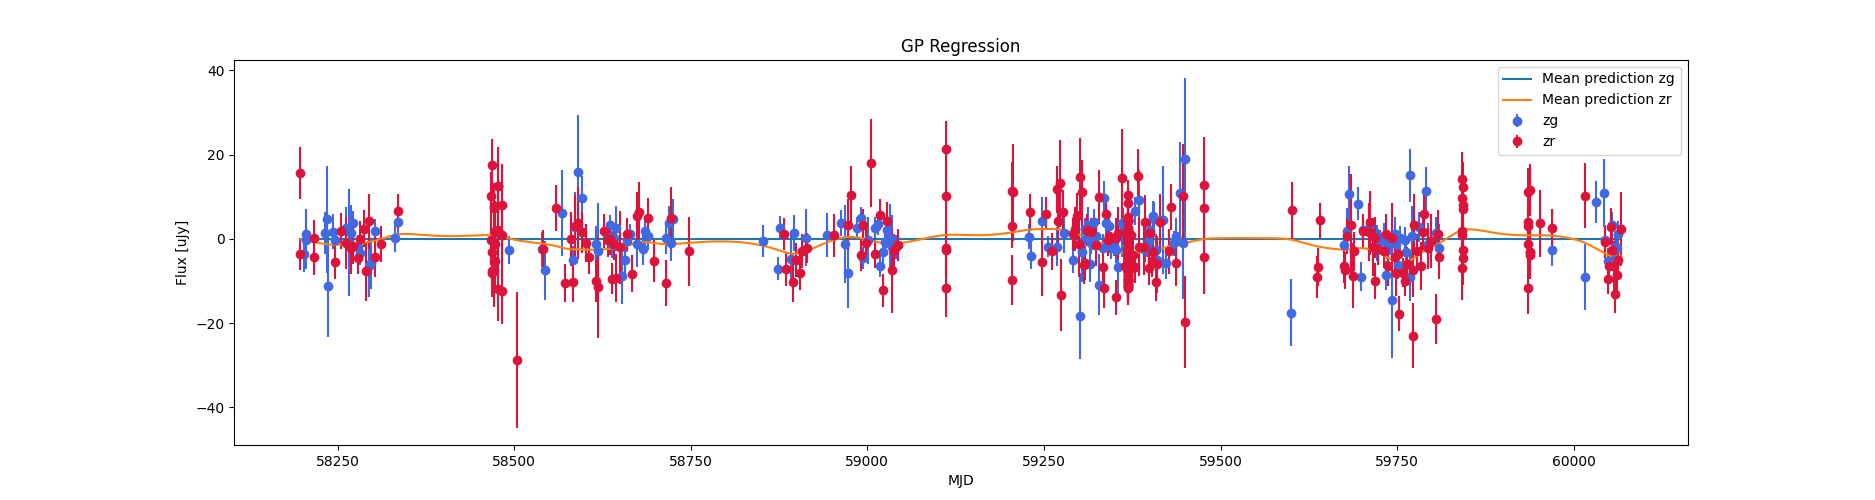 GP Regression
Flux [uJy]
40
20
0
−20
−40
Mean prediction zg
Mean prediction zr
zg
zr
58250 58500 58750 59000 59250 59500 59750 60000
MJD